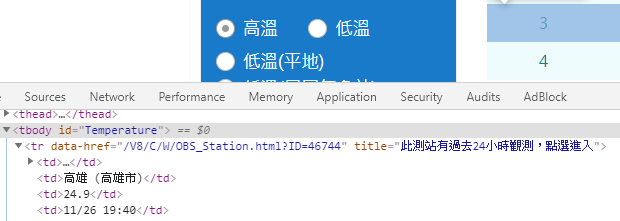 高溫 低溫
3
低溫(平地)
4
Sources Network Performance Memory Application Security Audits AdBlock
<thead>…</thead>
<tbody id="Temperature"> == $0
<tr data-href="/V8/C/W/OBS_Station.html?ID=46744" title="此測站有過去24小時觀測，點選進入">
<td>…</td>
<td>高雄 (高雄市)</td>
<td>24.9</td>
<td>11/26 19:40</td>